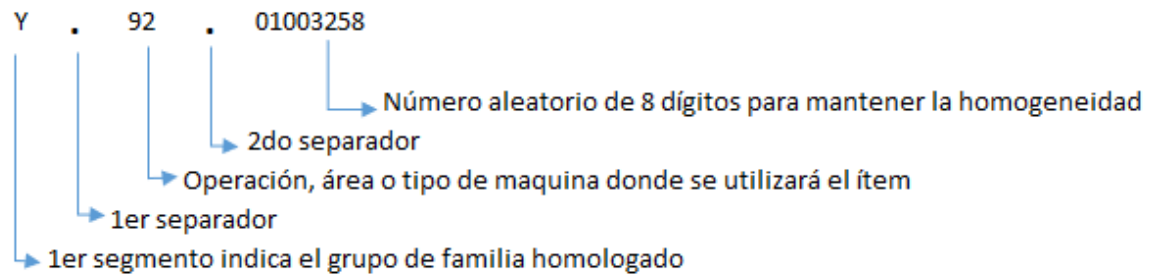 Y . 92 . 01003258
Número aleatorio de 8 dígitos para mantener la homogeneidad
2do separador
Operación, área o tipo de maquina donde se utilizará el ítem
1er separador
1er segmento indica el grupo de familia homologado